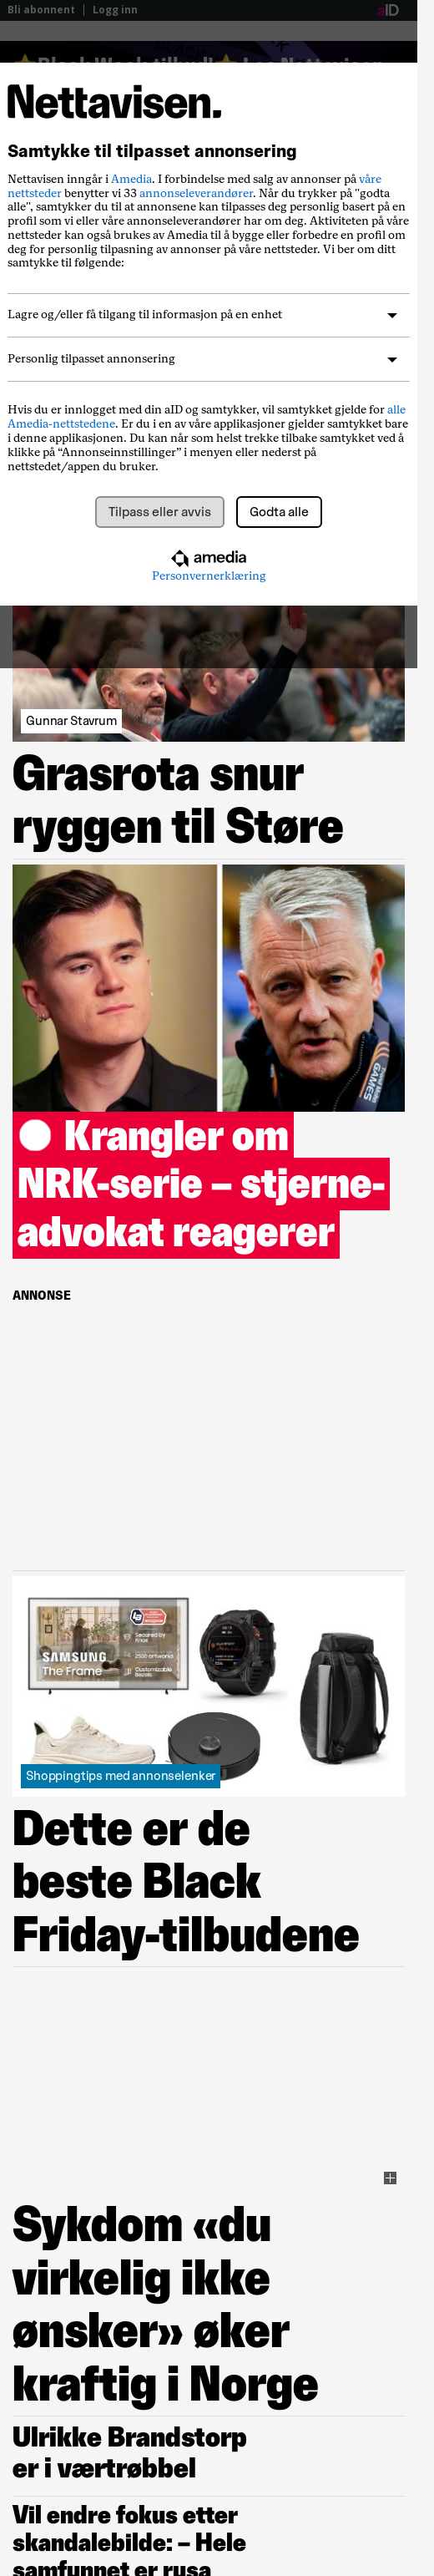 Bli abonnent | Logg inn
aID
Nettavisen.
Samtykke til tilpasset annonsering
Nettavisen inngår i Amedia. I forbindelse med salg av annonser på våre
nettsteder benytter vi 33 annonseleverandører. Når du trykker på "godta
alle", samtykker du til at annonsene kan tilpasses deg personlig basert på en
profil som vi eller våre annonseleverandører har om deg. Aktiviteten på våre
nettsteder kan også brukes av Amedia til å bygge eller forbedre en profil om
deg for personlig tilpasning av annonser på våre nettsteder. Vi ber om ditt
samtykke til følgende:
Lagre og/eller få tilgang til informasjon på en enhet
Personlig tilpasset annonsering
Hvis du er innlogget med din aID og samtykker, vil samtykket gjelde for alle
Amedia-nettstedene. Er du i en av våre applikasjoner gjelder samtykket bare
i denne applikasjonen. Du kan når som helst trekke tilbake samtykket ved å
klikke på “Annonseinnstillinger” i menyen eller nederst på
nettstedet/appen du bruker.
Tilpass eller avvis
Godta alle
amedia
Personvernerklæring
Gunnar Stavrum
Grasrota snur
ryggen til Støre
GAMES
Krangler om
NRK-serie – stjerne-
advokat reagerer
ANNONSE
SAMSUNG
The Frame
Secured by
Knox
2500 artworks
Customizable
Bezels
Shoppingtips med annonselenker
Dette er de
beste Black
Friday-tilbudene
Sykdom «du
virkelig ikke
ønsker» øker
kraftig i Norge
Ulrikke Brandstorp
er i værtrøbbel
Vil endre fokus etter
skandalebilde: – Hele
samfunnet er rusa